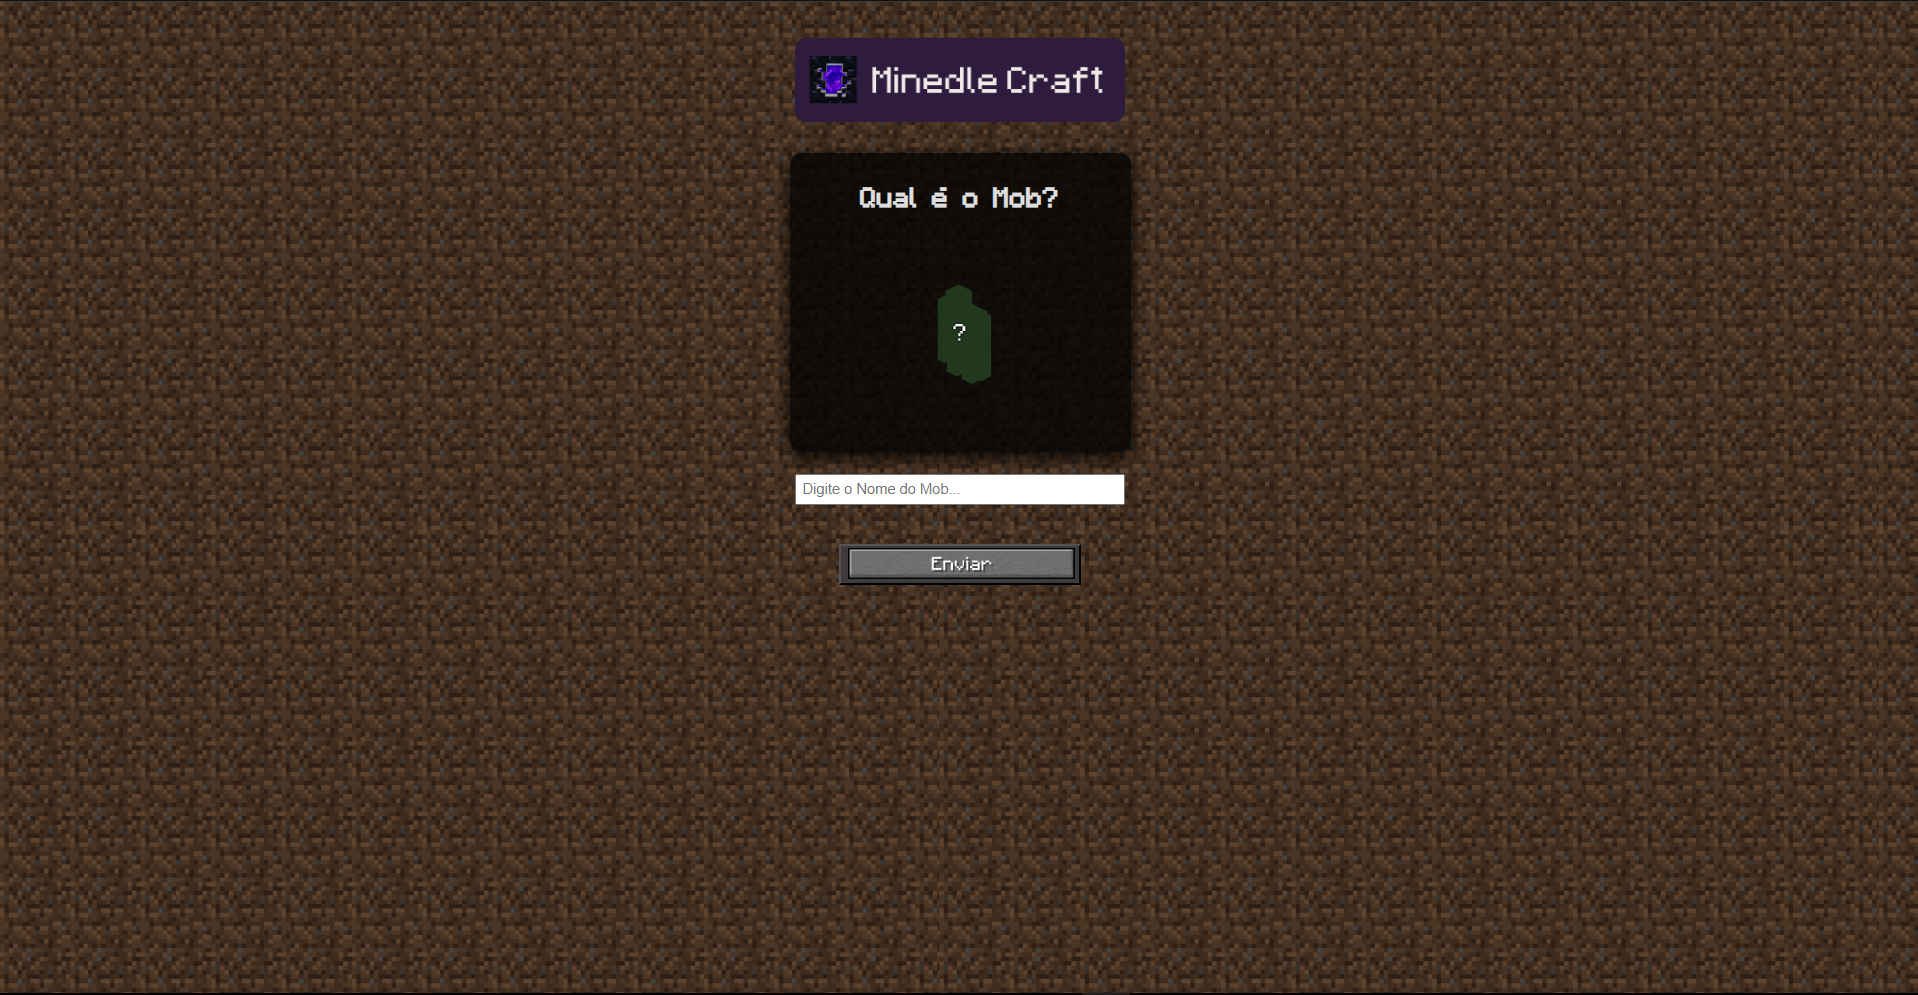 Minedle Craft
Qual é o Mob?
?
Digite o Nome do Mob...
Enviar